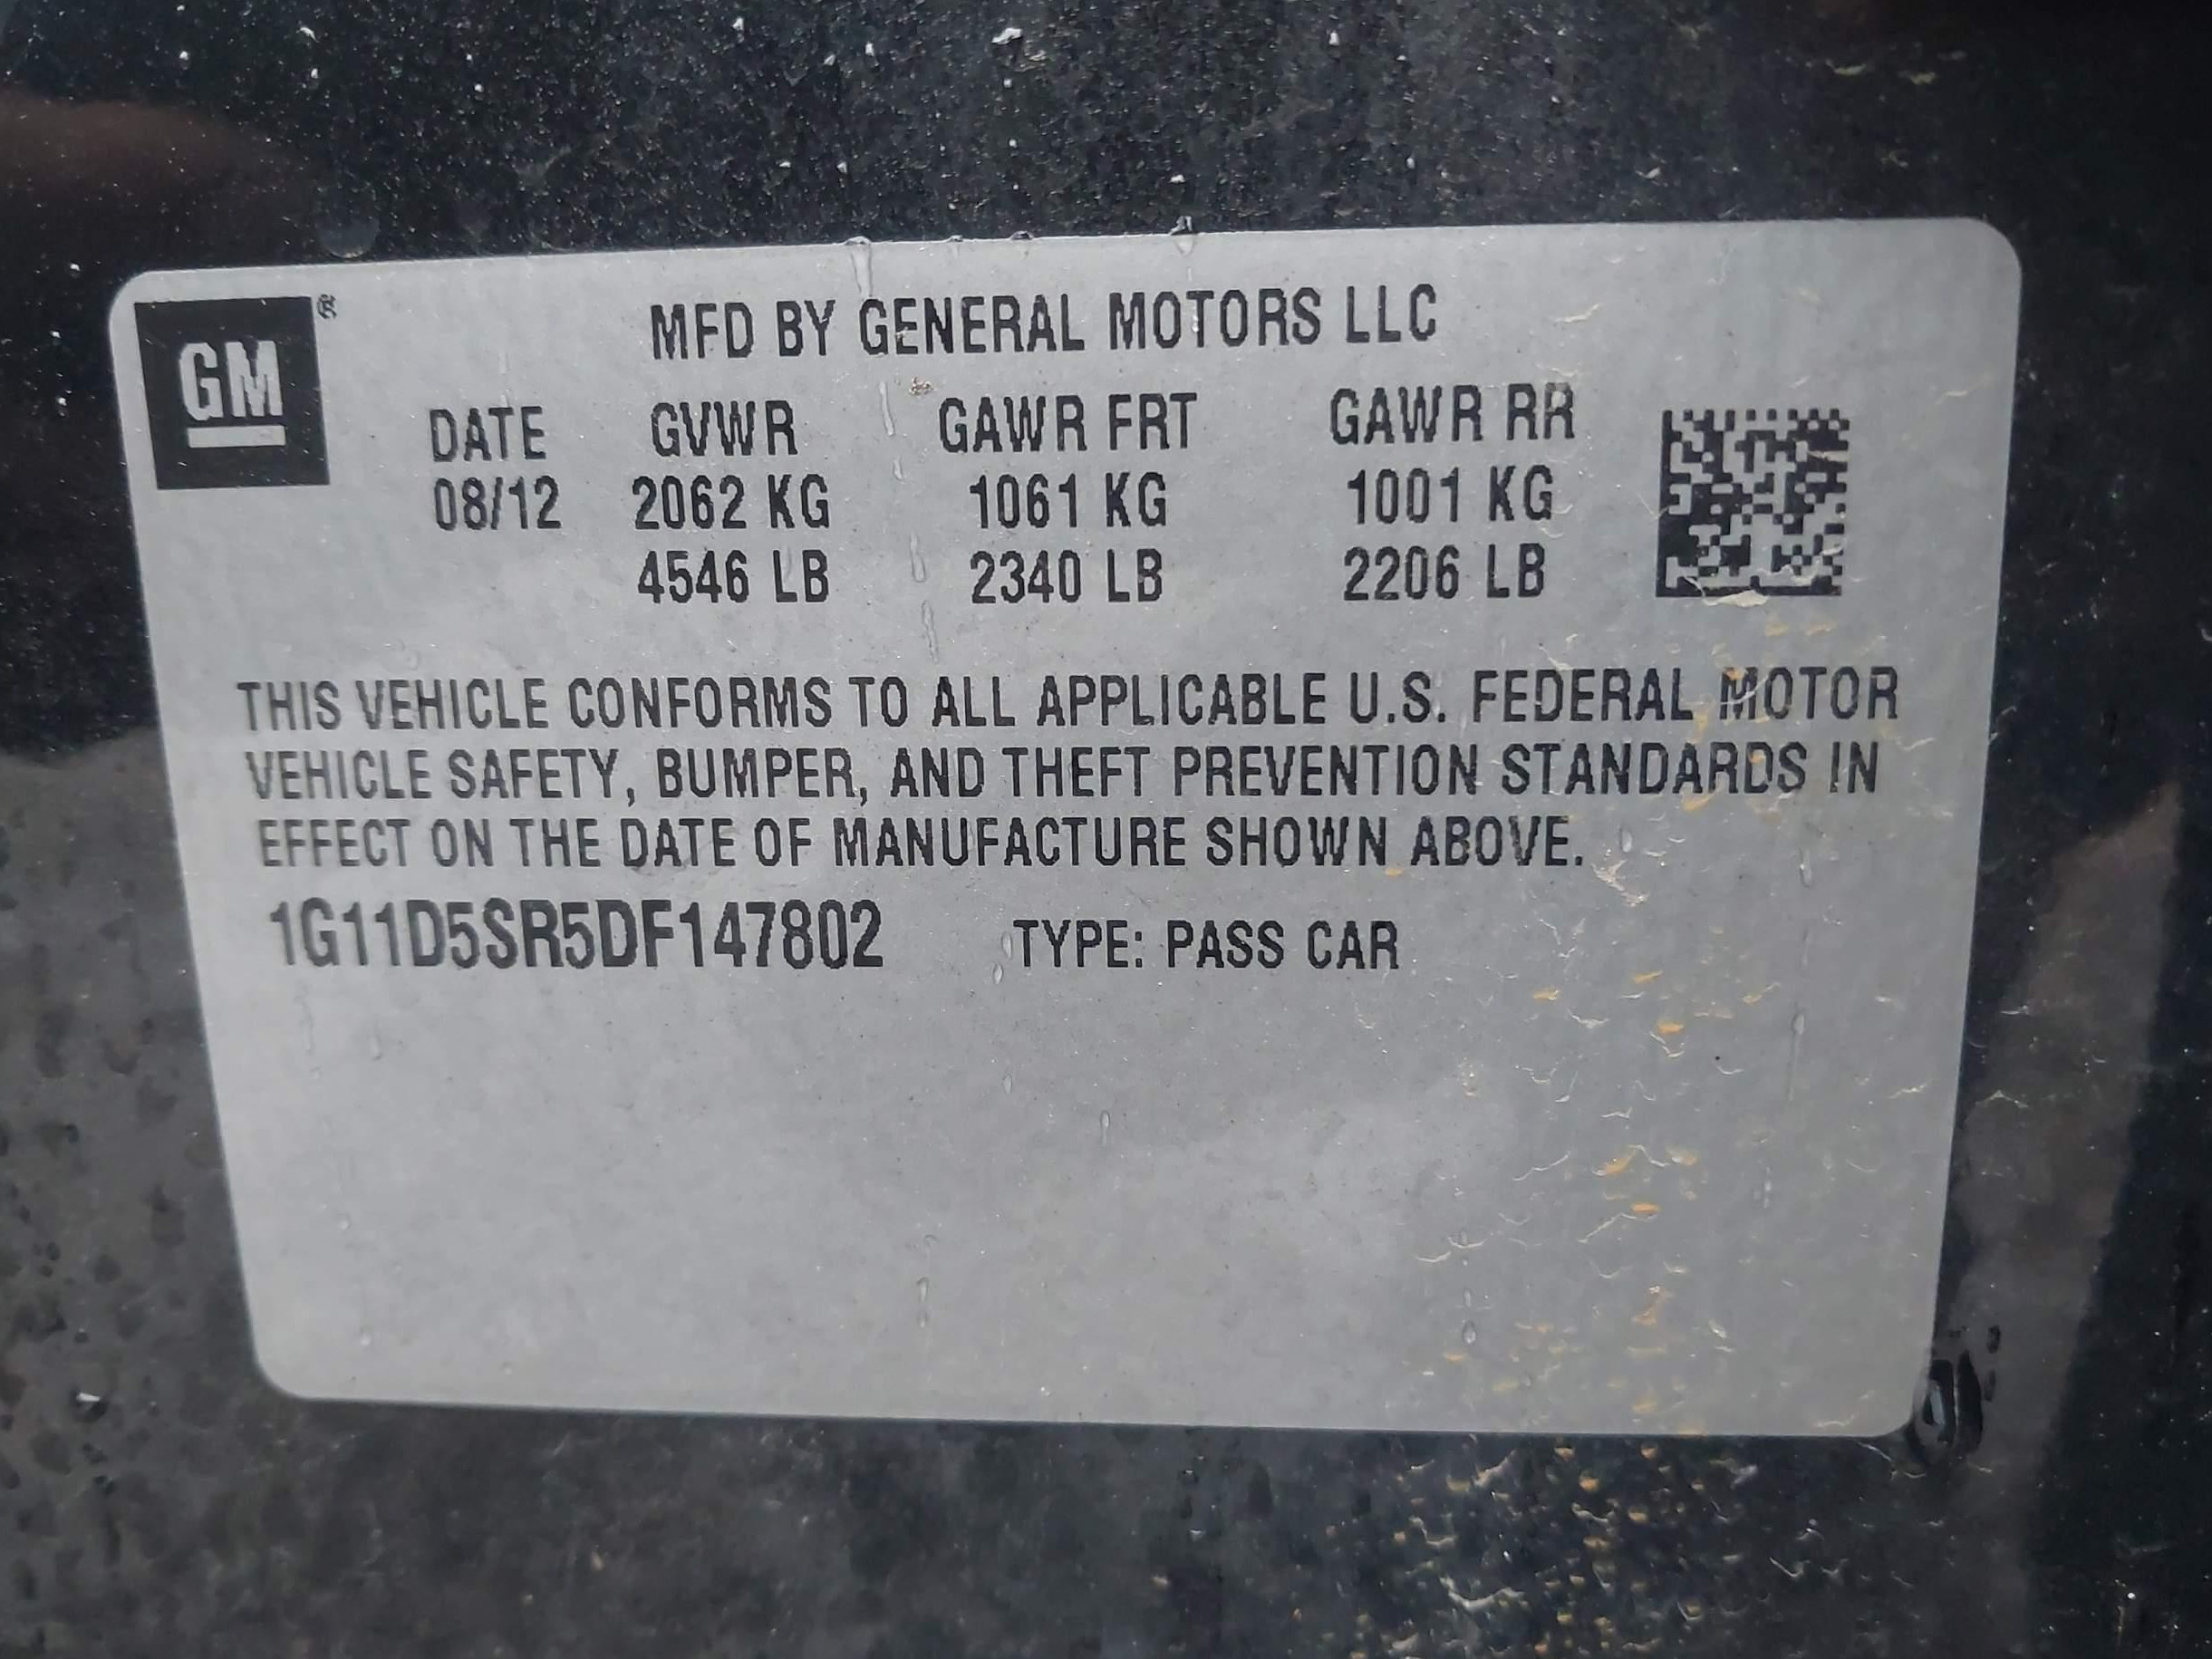 GM®
MFD BY GENERAL MOTORS LLC
DATE GVWR GAWR FRT GAWR RR
08/12 2062 KG 1061 KG 1001 KG
4546 LB 2340 LB 2206 LB
THIS VEHICLE CONFORMS TO ALL APPLICABLE U.S. FEDERAL MOTOR
VEHICLE SAFETY, BUMPER, AND THEFT PREVENTION STANDARDS IN
EFFECT ON THE DATE OF MANUFACTURE SHOWN ABOVE.
1G11D5SR5DF147802 TYPE: PASS CAR